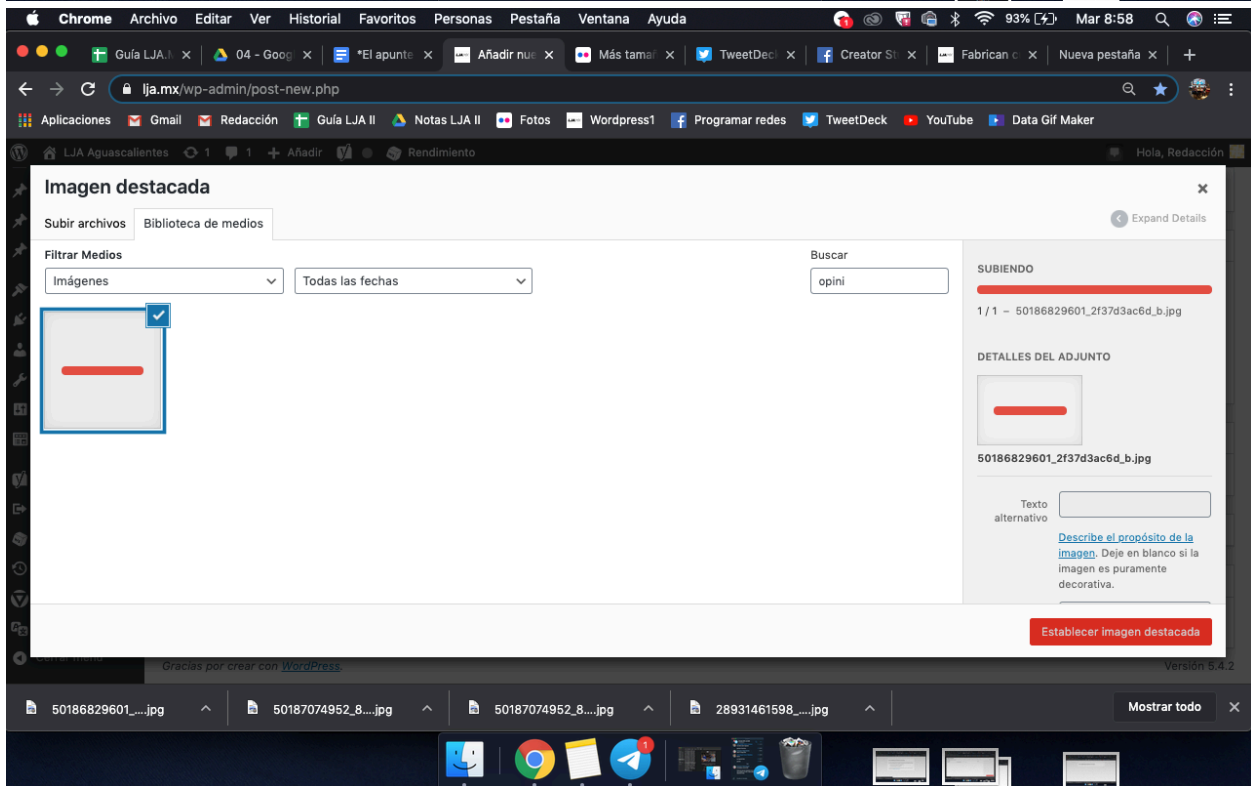 Chrome Archivo Editar Ver Historial Favoritos Personas Pestaña Ventana Ayuda 93% Mar 8:58
Guía LJA. 04 - Goog *El apunte Añadir nue Más tamañ TweetDec Creator St Fabrican c Nueva pestaña
lja.mx/wp-admin/post-new.php
Aplicaciones Gmail Redacción Guía LJA II Notas LJA II Fotos Wordpress1 Programar redes TweetDeck YouTube Data Gif Maker
LJA Aguascalientes 1 1 + Añadir Rendimiento Hola, Redacción
Imagen destacada
Expand Details
Subir archivos Biblioteca de medios
Filtrar Medios Buscar
Imágenes Todas las fechas opini
SUBIENDO
1 / 1 – 50186829601_2f37d3ac6d_b.jpg
DETALLES DEL ADJUNTO
50186829601_2f37d3ac6d_b.jpg
Texto
alternativo
Describe el propósito de la
imagen. Deje en blanco si la
imagen es puramente
decorativa.
Establecer imagen destacada
Cerrar menú Gracias por crear con WordPress. Versión 5.4.2
50186829601_....jpg 50187074952_8....jpg 50187074952_8....jpg 28931461598_....jpg Mostrar todo
1